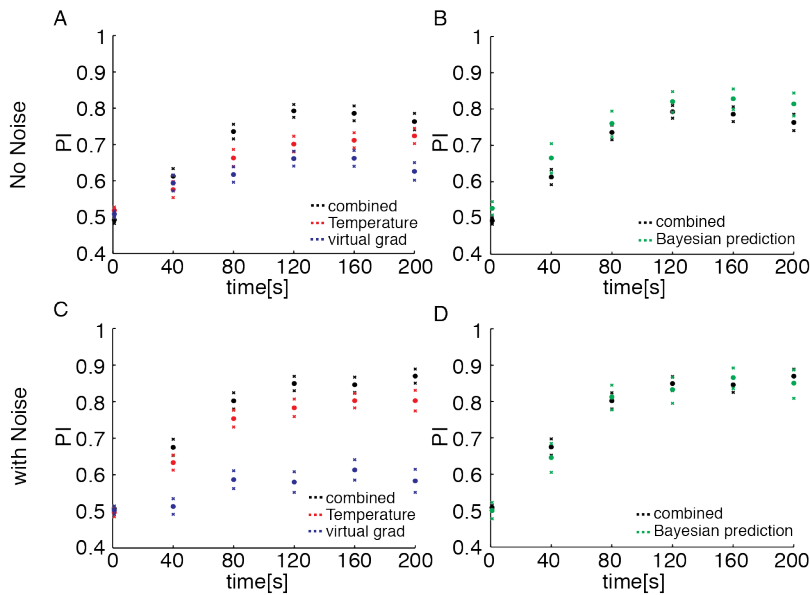 A
No Noise
PI
1
0.9
0.8
0.7
0.6
0.5
0.4
0 40 80 120 160 200
time[s]
combined
Temperature
virtual grad
B
PI
1
0.9
0.8
0.7
0.6
0.5
0.4
0 40 80 120 160 200
time[s]
combined
Bayesian prediction
C
with Noise
PI
1
0.9
0.8
0.7
0.6
0.5
0.4
0 40 80 120 160 200
time[s]
combined
Temperature
virtual grad
D
PI
1
0.9
0.8
0.7
0.6
0.5
0.4
0 40 80 120 160 200
time[s]
combined
Bayesian prediction